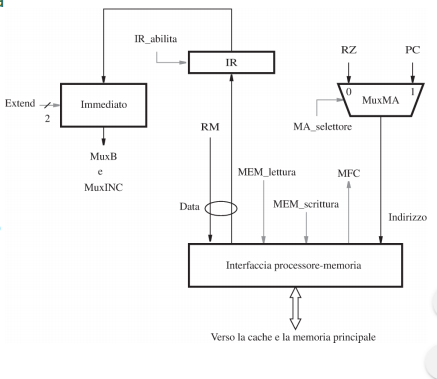 IR_abilita
RZ
PC
IR
0
1
MuxMA
Extend
2
Immediato
MA_selettore
RM
MuxB
e
MuxINC
MEM_lettura
MFC
Data
MEM_scrittura
Indirizzo
Interfaccia processore-memoria
Verso la cache e la memoria principale